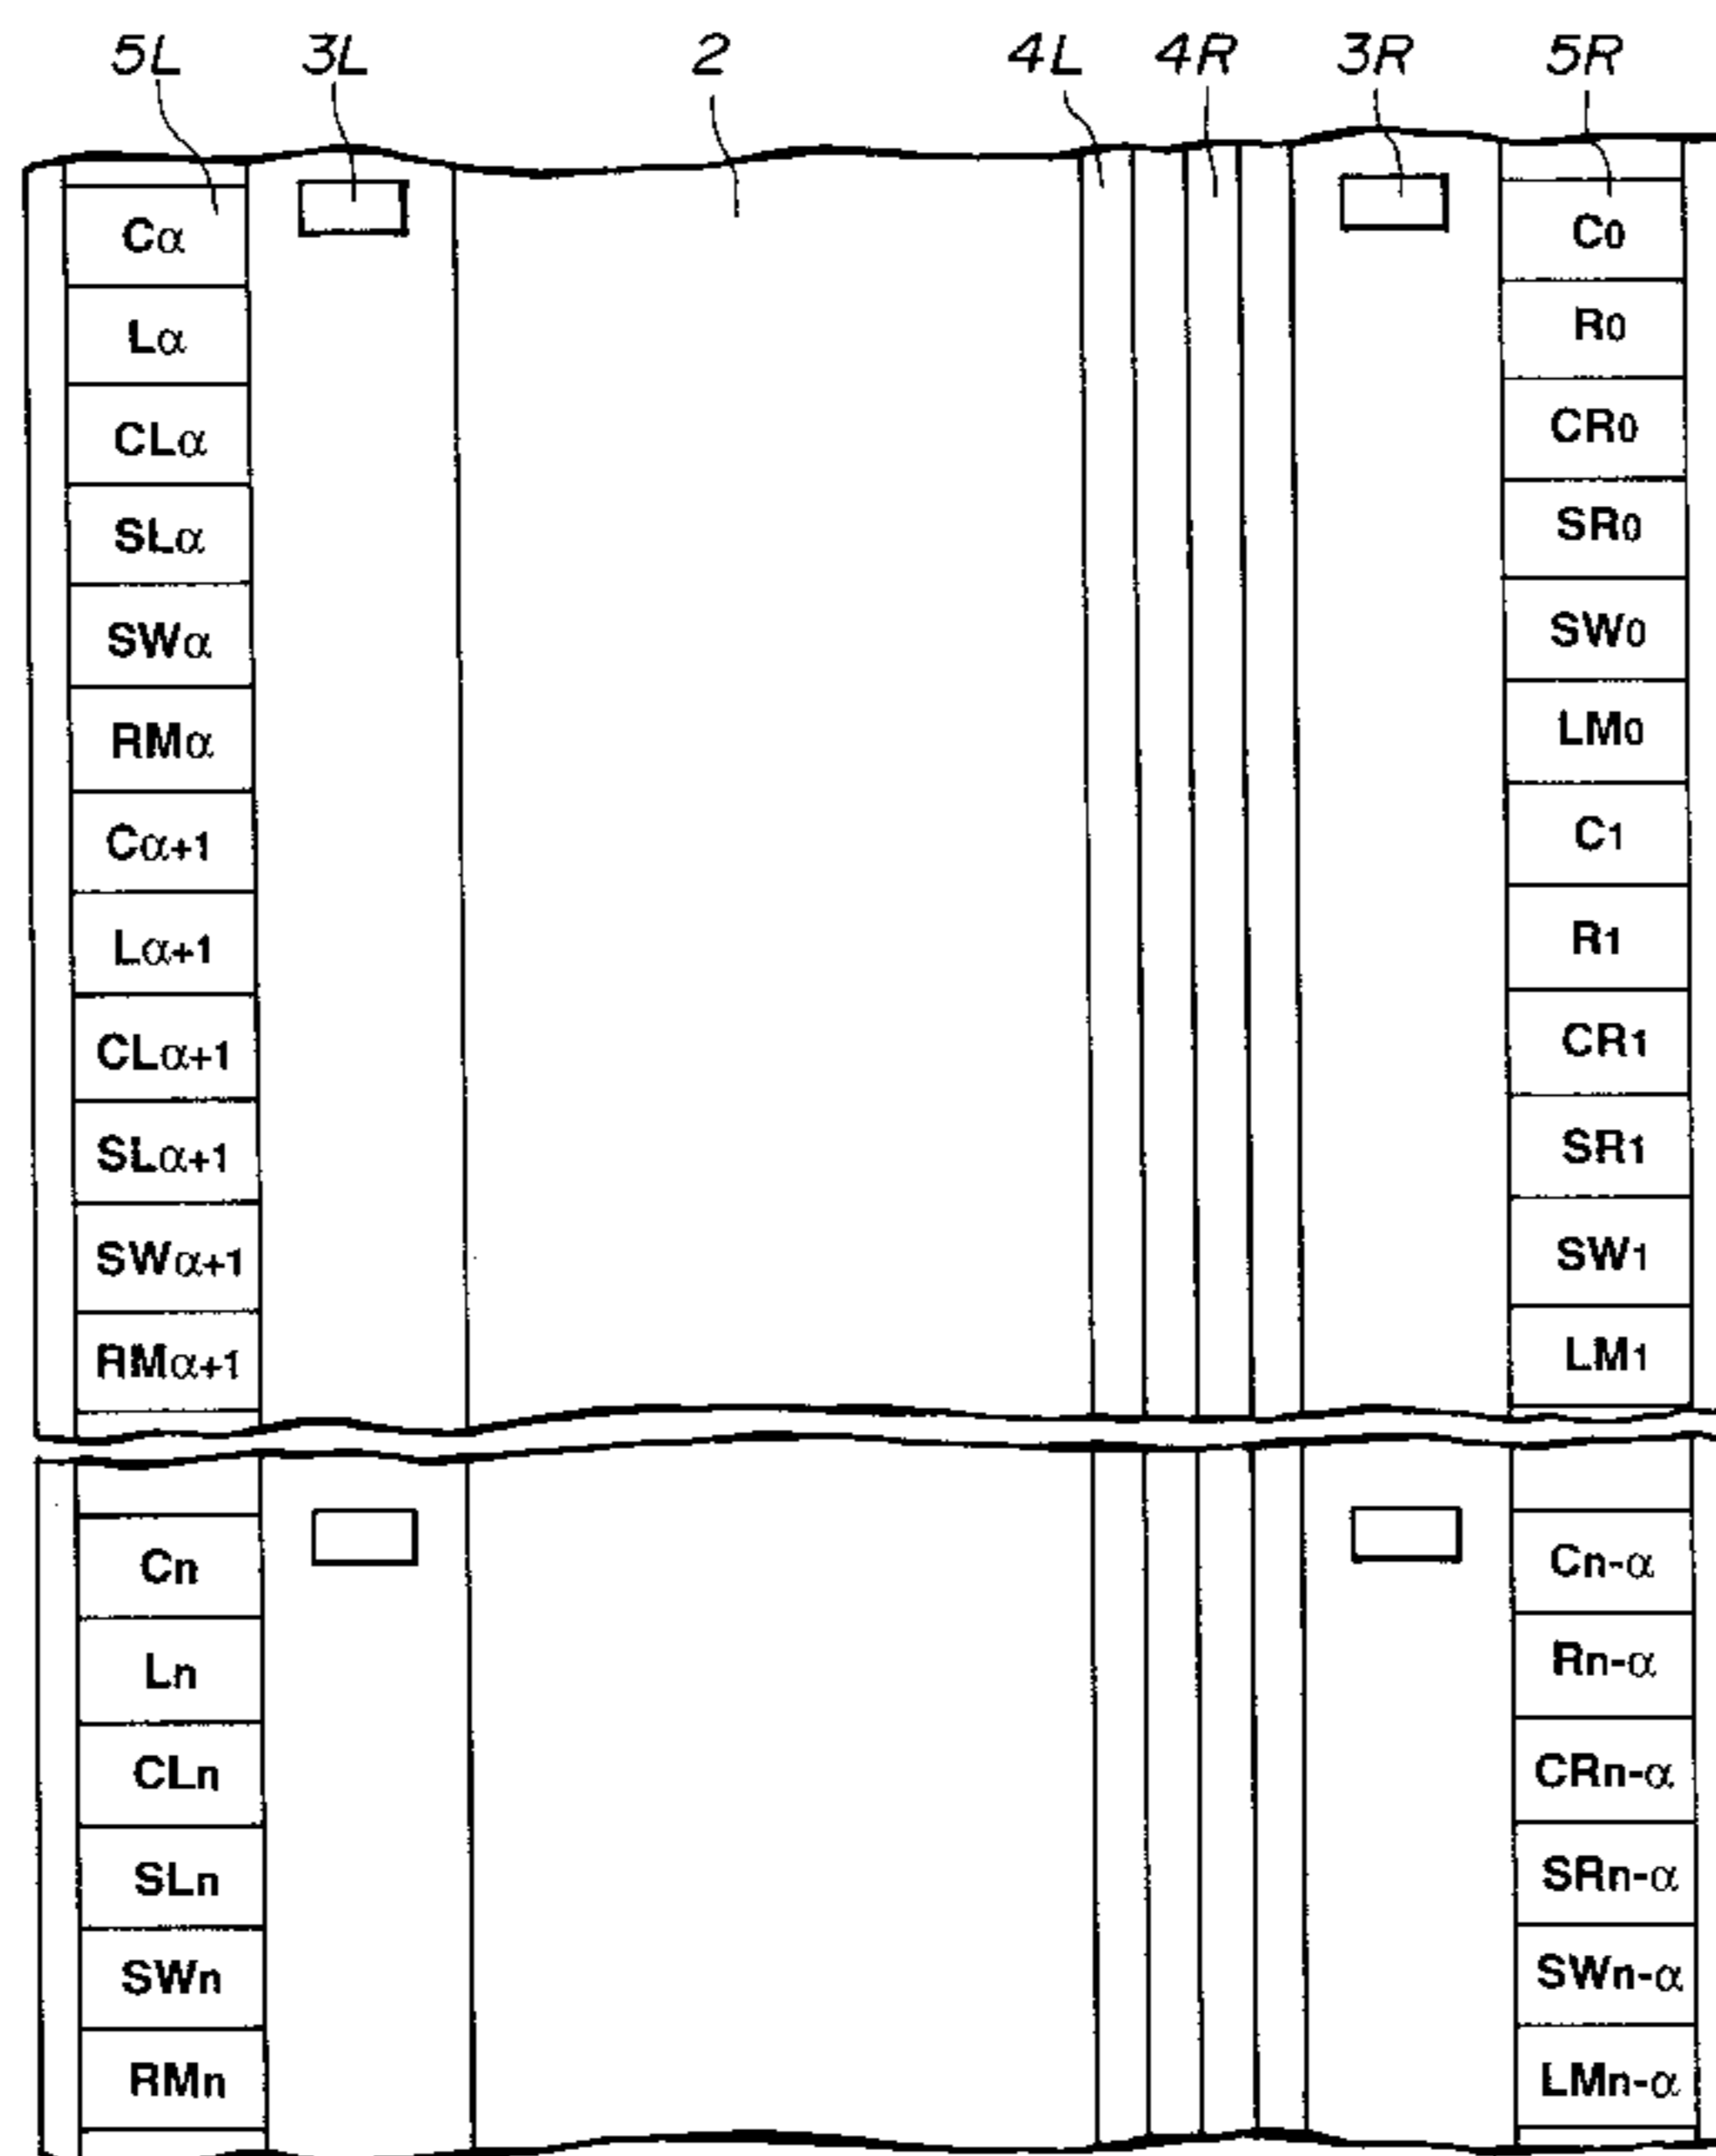 5L 3L 2 4L 4R 3R 5R
Cα C0
Lα R0
CLα CR0
SLα SR0
SWα SW0
RMα LM0
Cα+1 C1
Lα+1 R1
CLα+1 CR1
SLα+1 SR1
SWα+1 SW1
RMα+1 LM1
Cn Cn-α
Ln Rn-α
CLn CRn-α
SLn SRn-α
SWn SWn-α
RMn LMn-α